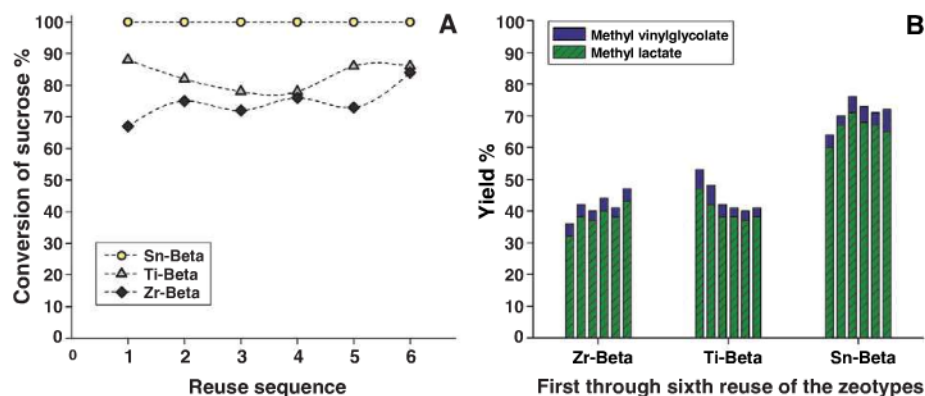 A
Conversion of sucrose %
100
90
80
70
60
50
40
30
20
10
0
Sn-Beta
Ti-Beta
Zr-Beta
0 1 2 3 4 5 6
Reuse sequence
B
Yield %
100
90
80
70
60
50
40
30
20
10
0
Methyl vinylglycolate
Methyl lactate
Zr-Beta Ti-Beta Sn-Beta
First through sixth reuse of the zeotypes